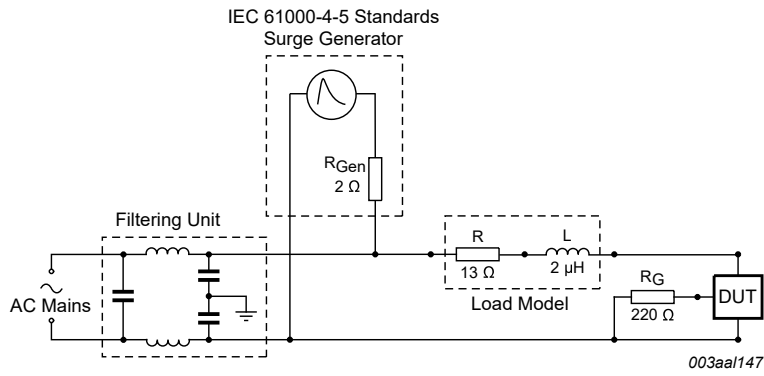 IEC 61000-4-5 Standards
Surge Generator
RGen
2 Ω
Filtering Unit
R
L
13 Ω
2 μH
AC Mains
Load Model
RG
220 Ω
DUT
003aal147